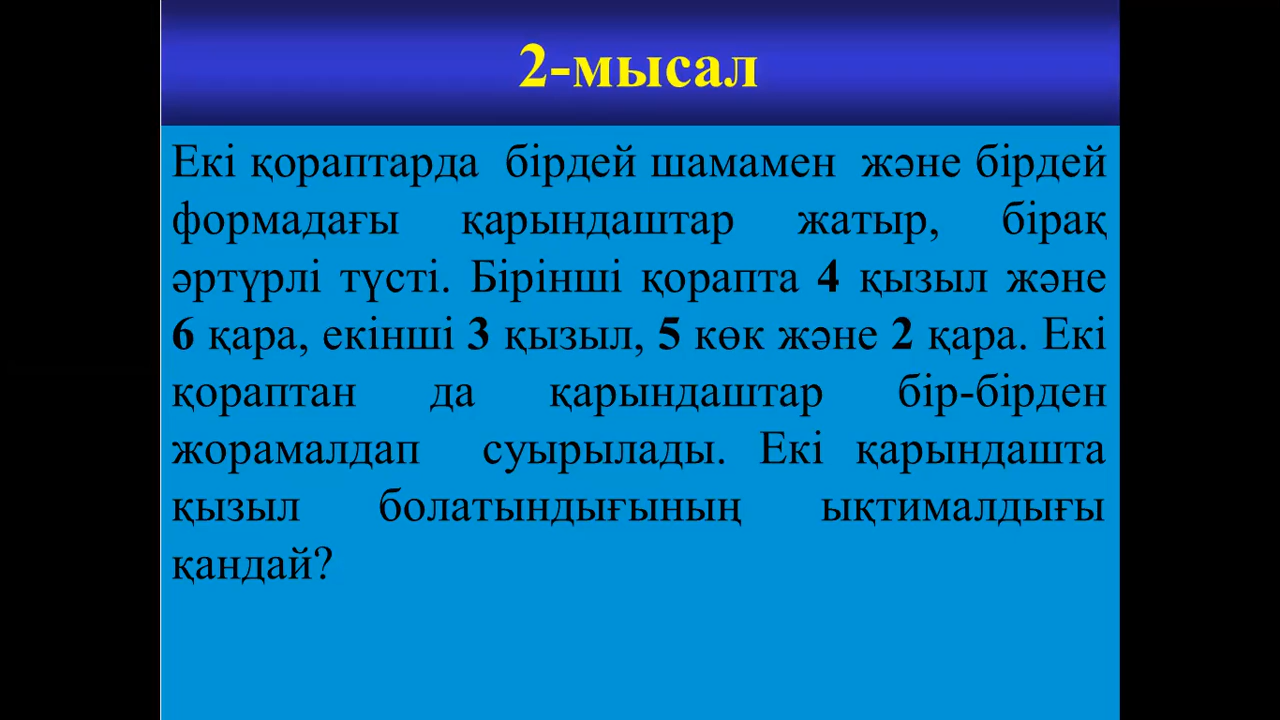 2-мысал
Екі қораптарда бірдей шамамен және бірдей
формадағы қарындаштар жатыр, бірақ
әртүрлі түсті. Бірінші қорапта 4 қызыл және
6 қара, екінші 3 қызыл, 5 көк және 2 қара. Екі
қораптан да қарындаштар бір-бірден
жорамалдап суырылады. Екі қарындашта
қызыл болатындығының ықтималдығы
қандай?